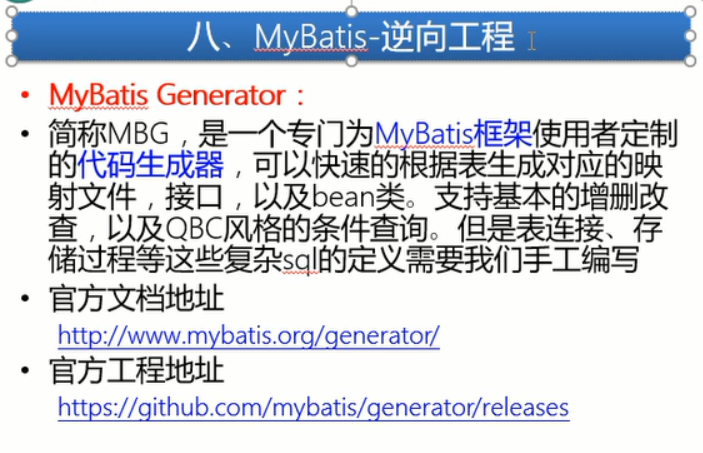 八、MyBatis-逆向工程
• MyBatis Generator：
• 简称MBG，是一个专门为MyBatis框架使用者定制
的代码生成器，可以快速的根据表生成对应的映
射文件，接口，以及bean类。支持基本的增删改
查，以及QBC风格的条件查询。但是表连接、存
储过程等这些复杂sql的定义需要我们手工编写
• 官方文档地址
http://www.mybatis.org/generator/
• 官方工程地址
https://github.com/mybatis/generator/releases